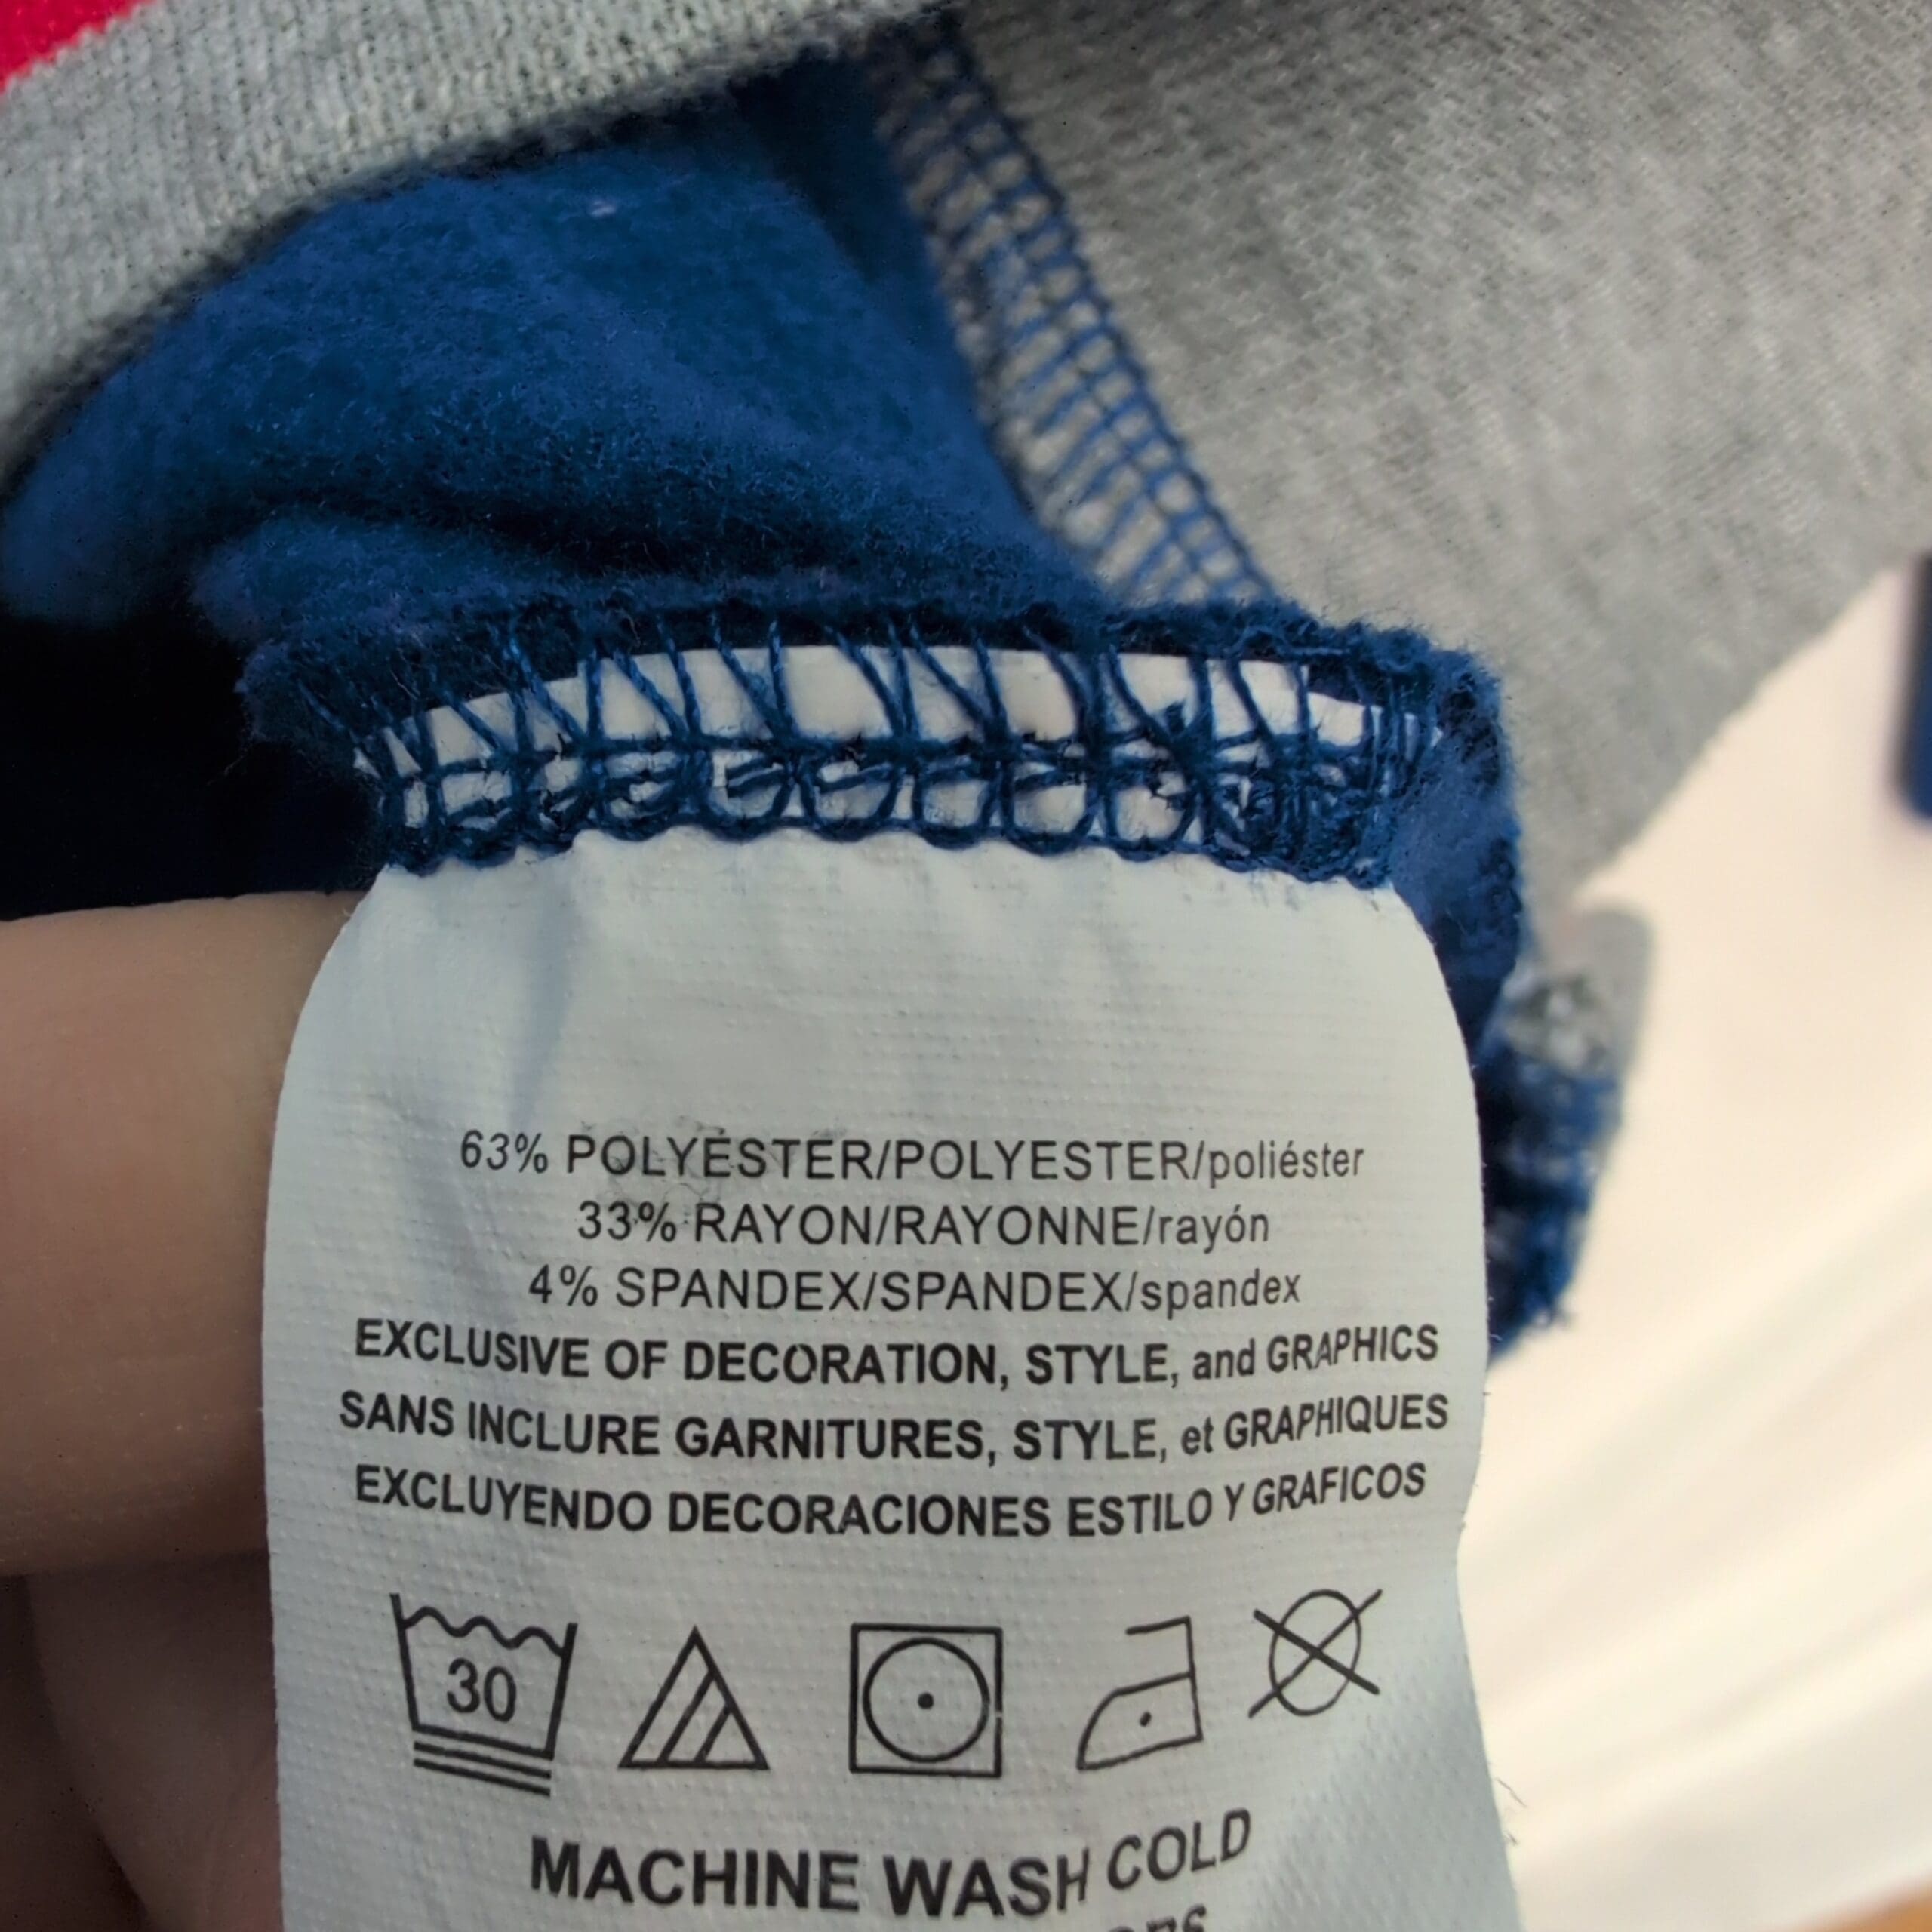 63% POLYESTER/POLYESTER/poliéster
33% RAYON/RAYONNE/rayón
4% SPANDEX/SPANDEX/spandex
EXCLUSIVE OF DECORATION, STYLE, and GRAPHICS
SANS INCLURE GARNITURES, STYLE, et GRAPHIQUES
EXCLUYENDO DECORACIONES ESTILO Y GRAFICOS
30
MACHINE WASH COLD